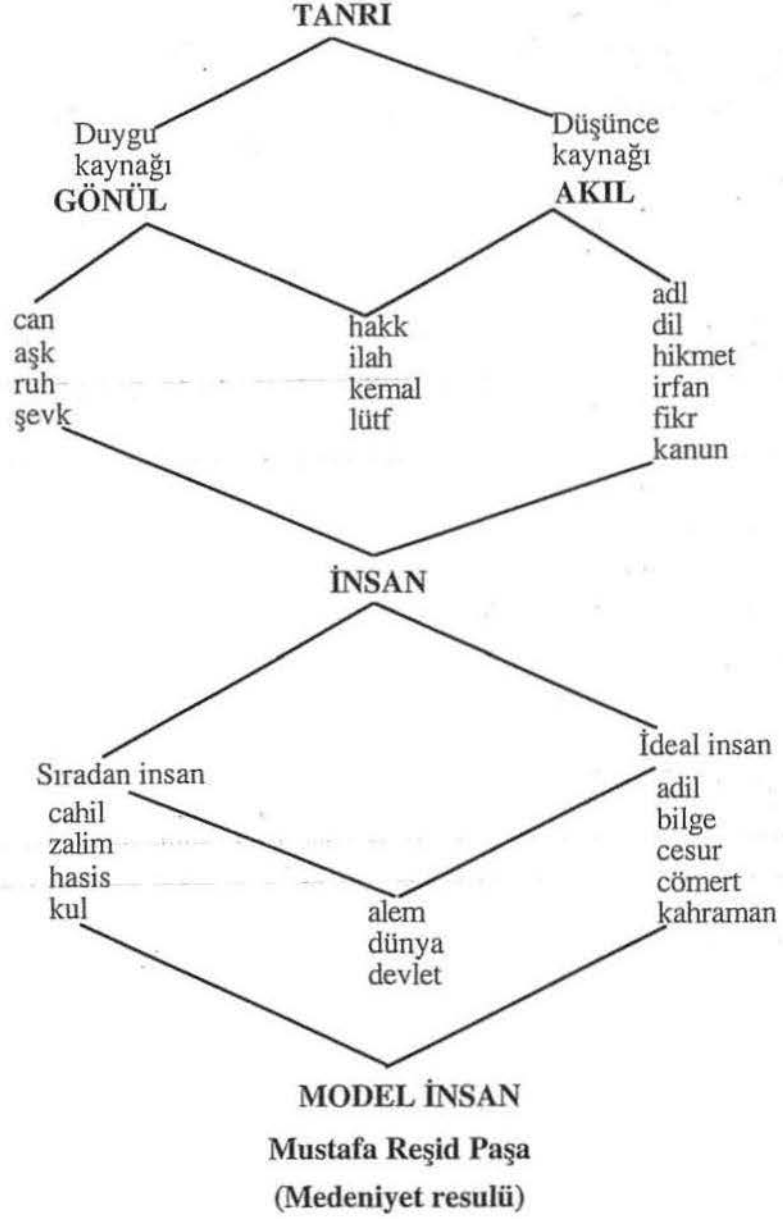 TANRI
Duygu
kaynağı
GÖNÜL
Düşünce
kaynağı
AKIL
can
aşk
ruh
şevk
hakk
ilah
kemal
lütf
adl
dil
hikmet
irfan
fikr
kanun
İNSAN
Sıradan insan
cahil
zalim
hasis
kul
İdeal insan
adil
bilge
cesur
cömert
kahraman
alem
dünya
devlet
MODEL İNSAN
Mustafa Reşid Paşa
(Medeniyet resulü)